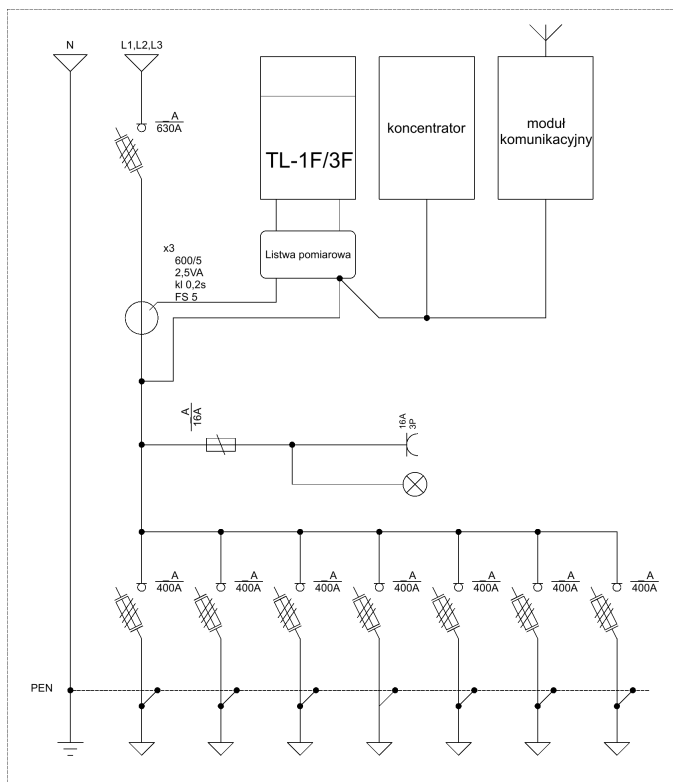 N
L1,L2,L3
_ A
630A
TL-1F/3F
koncentrator
moduł
komunikacyjny
Listwa pomiarowa
x3
600/5
2,5VA
kl 0,2s
FS 5
A
16A
16A
3P
_ A
400A
_ A
400A
_ A
400A
_ A
400A
_ A
400A
_ A
400A
_ A
400A
PEN